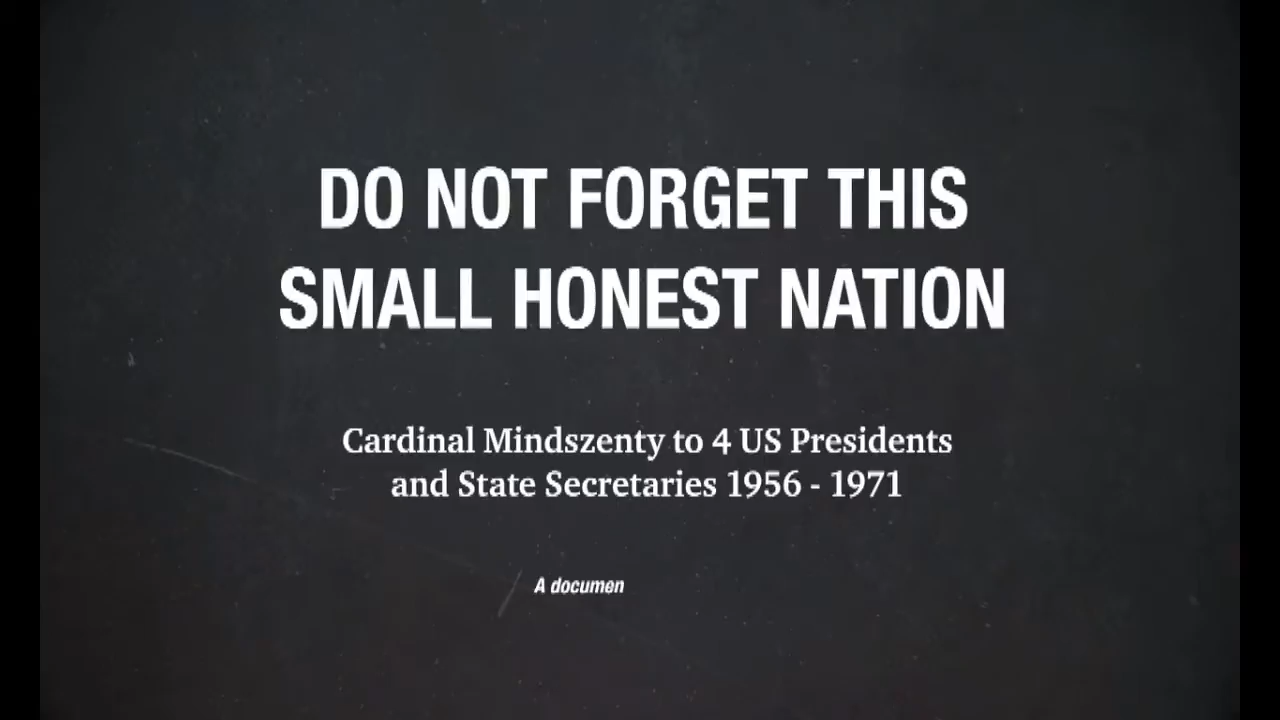 DO NOT FORGET THIS
SMALL HONEST NATION
Cardinal Mindszenty to 4 US Presidents
and State Secretaries 1956 - 1971
A documen